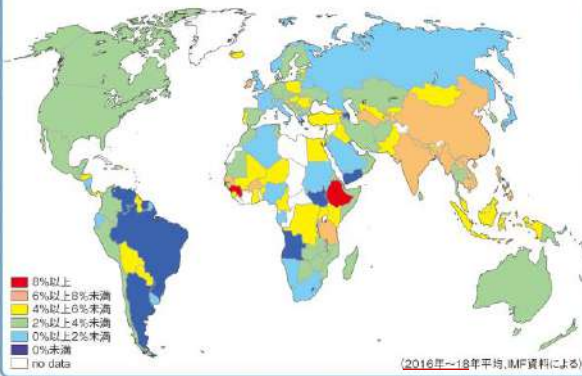 8%以上
6%以上8%未満
4%以上6%未満
2%以上4%未満
0%以上2%未満
0%未満
no data
(2016年~18年平均,IMF資料による)